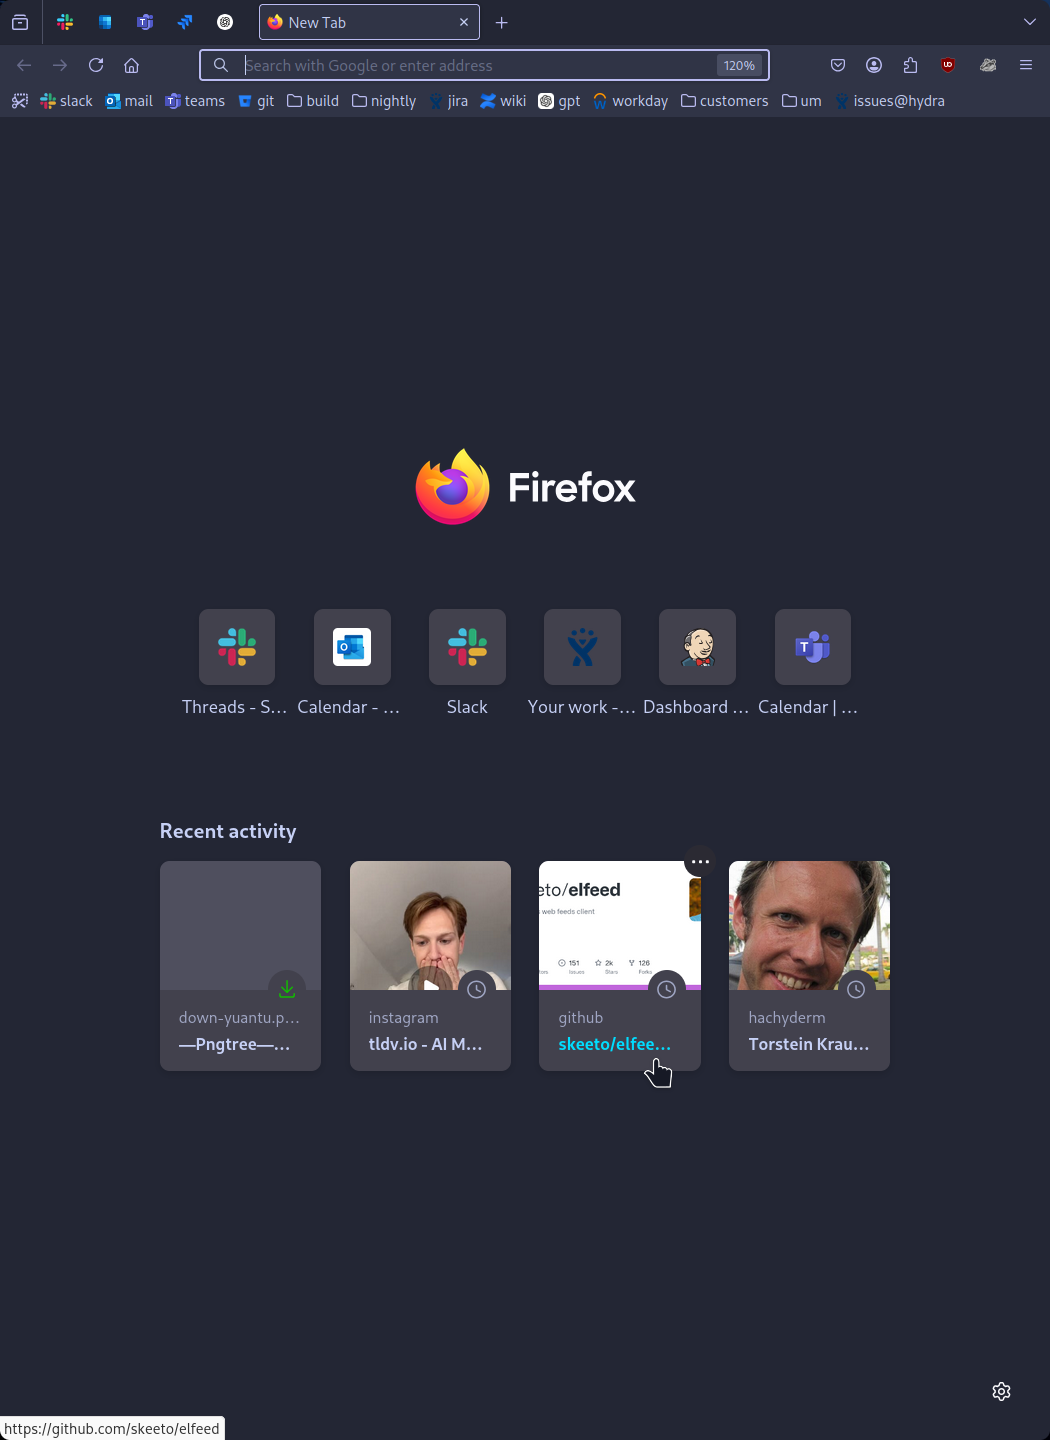 New Tab
Search with Google or enter address
120%
slack mail teams git build nightly jira wiki gpt workday customers um issues@hydra
Firefox
Threads - S… Calendar - … Slack Your work -… Dashboard … Calendar | …
Recent activity
eto/elfeed
web feeds client
151 2k 126
Issues Stars Forks
down-yuantu.p…
—Pngtree—…
instagram
tldv.io - AI M…
github
skeeto/elfee…
hachyderm
Torstein Krau…
https://github.com/skeeto/elfeed